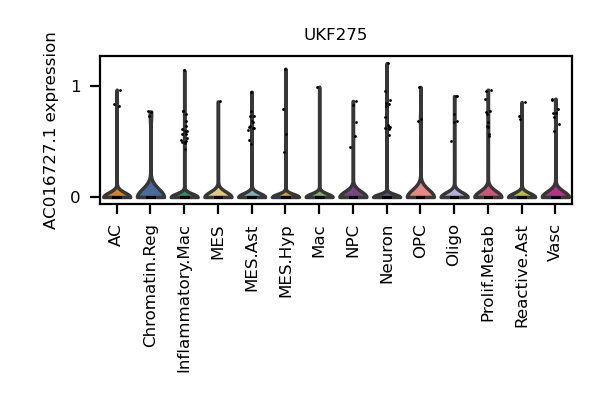 UKF275
AC016727.1 expression
1
0
AC
Chromatin.Reg
Inflammatory.Mac
MES
MES.Ast
MES.Hyp
Mac
NPC
Neuron
OPC
Oligo
Prolif.Metab
Reactive.Ast
Vasc